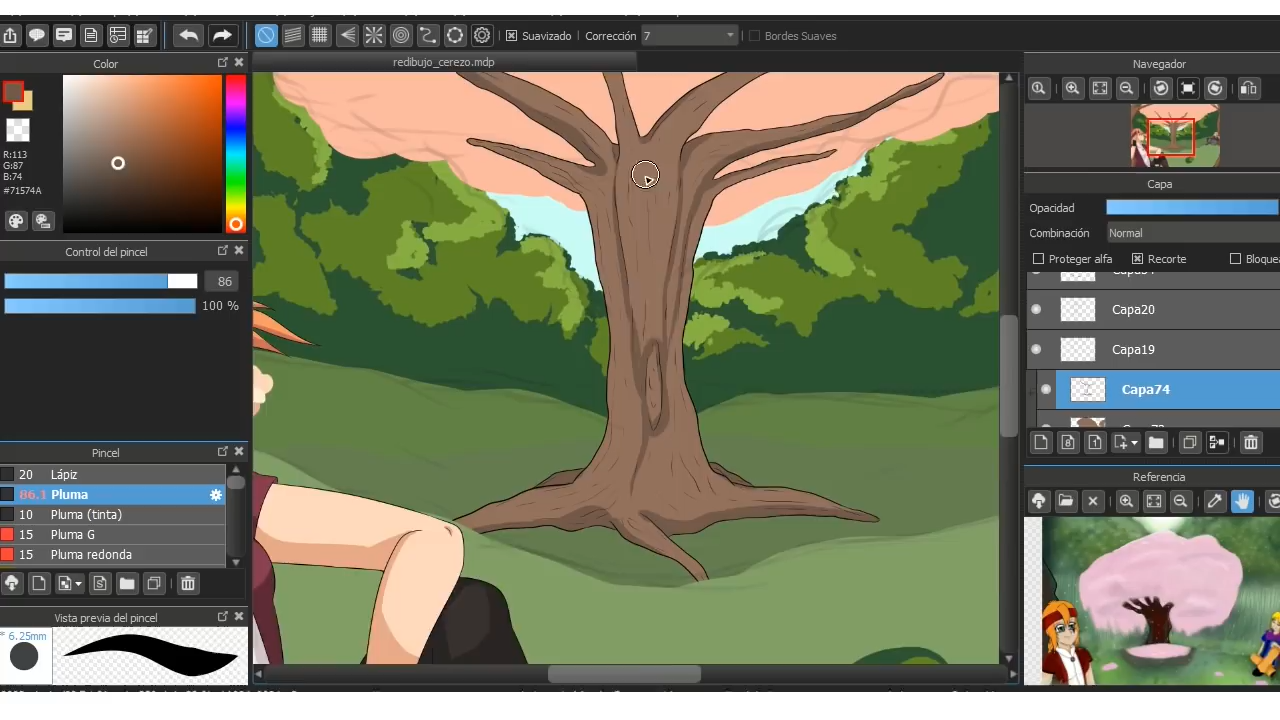 Suavizado
Corrección
7
Bordes Suaves
Color
redibujo_cerezo.mdp
Navegador
R:113
G:87
B:74
#71574A
Capa
Opacidad
Combinación
Normal
Control del pincel
Proteger alfa
Recorte
Bloquea
86
100 %
Capa20
Capa19
Capa74
Pincel
20 Lápiz
86.1 Pluma
10 Pluma (tinta)
15 Pluma G
15 Pluma redonda
Referencia
Vista previa del pincel
* 6.25mm